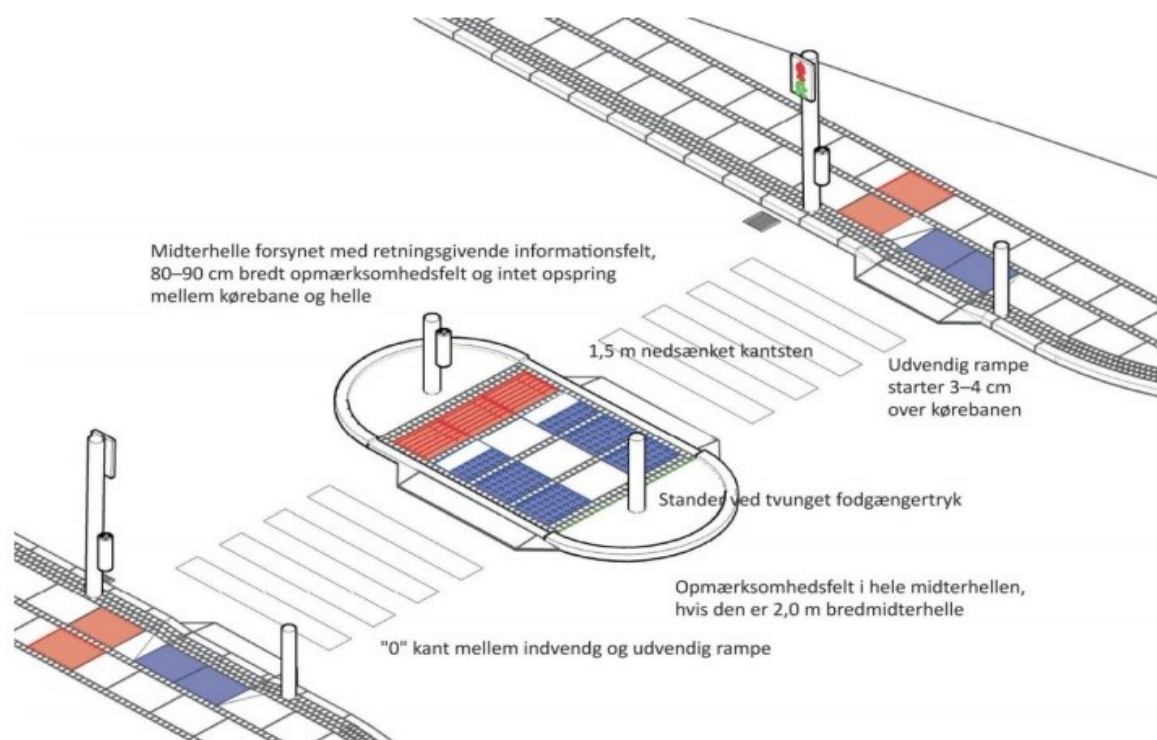 Midterhelle forsynet med retningsgivende informationsfelt,
80–90 cm bredt opmærksomhedsfelt og intet opspring
mellem kørebane og helle
1,5 m nedsænket kantsten
Udvendig rampe
starter 3–4 cm
over kørebanen
Stander ved tvunget fodgængertryk
Opmærksomhedsfelt i hele midterhellen,
hvis den er 2,0 m bredmidterhelle
"0" kant mellem indvendg og udvendig rampe